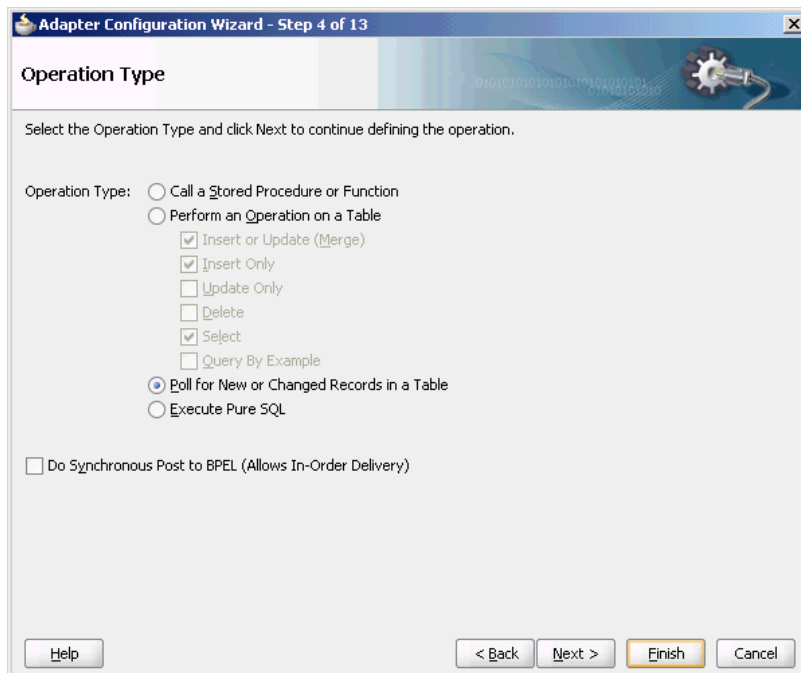 Adapter Configuration Wizard - Step 4 of 13
Operation Type
Select the Operation Type and click Next to continue defining the operation.
Operation Type: Call a Stored Procedure or Function
Perform an Operation on a Table
Insert or Update (Merge)
Insert Only
Update Only
Delete
Select
Query By Example
Poll for New or Changed Records in a Table
Execute Pure SQL
Do Synchronous Post to BPEL (Allows In-Order Delivery)
Help < Back Next > Finish Cancel